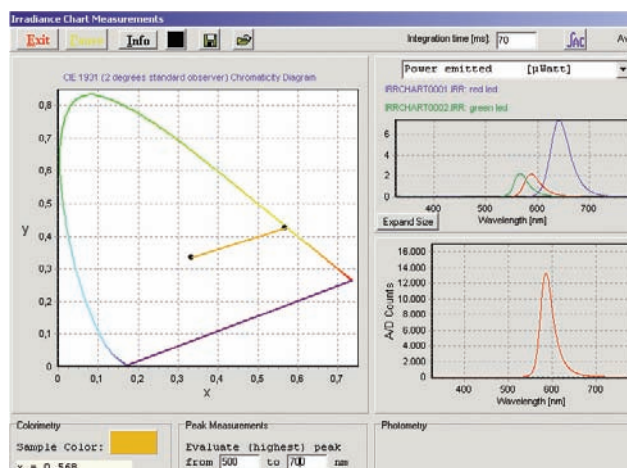 Irradiance Chart Measurements
Exit Pause Info Integration time [ms]: 70 SAC Av
CIE 1931 (2 degrees standard observer) Chromaticity Diagram
0,8
0,7
0,6
0,5
y
0,4
0,3
0,2
0,1
0
0 0,1 0,2 0,3 0,4 0,5 0,6 0,7
x
Power emitted [µWatt]
IRRCHART0001.IRR: red led
IRRCHART0002.IRR: green led
6
4
2
0
400 500 600 700
Expand Size
Wavelength [nm]
16.000
14.000
12.000
10.000
8.000
6.000
4.000
2.000
0
A/D Counts
400 500 600 700
Wavelength [nm]
Colorimetry
Sample Color:
x = 0.568
Peak Measurements
Evaluate (highest) peak
from 500 to 700 nm
Photometry